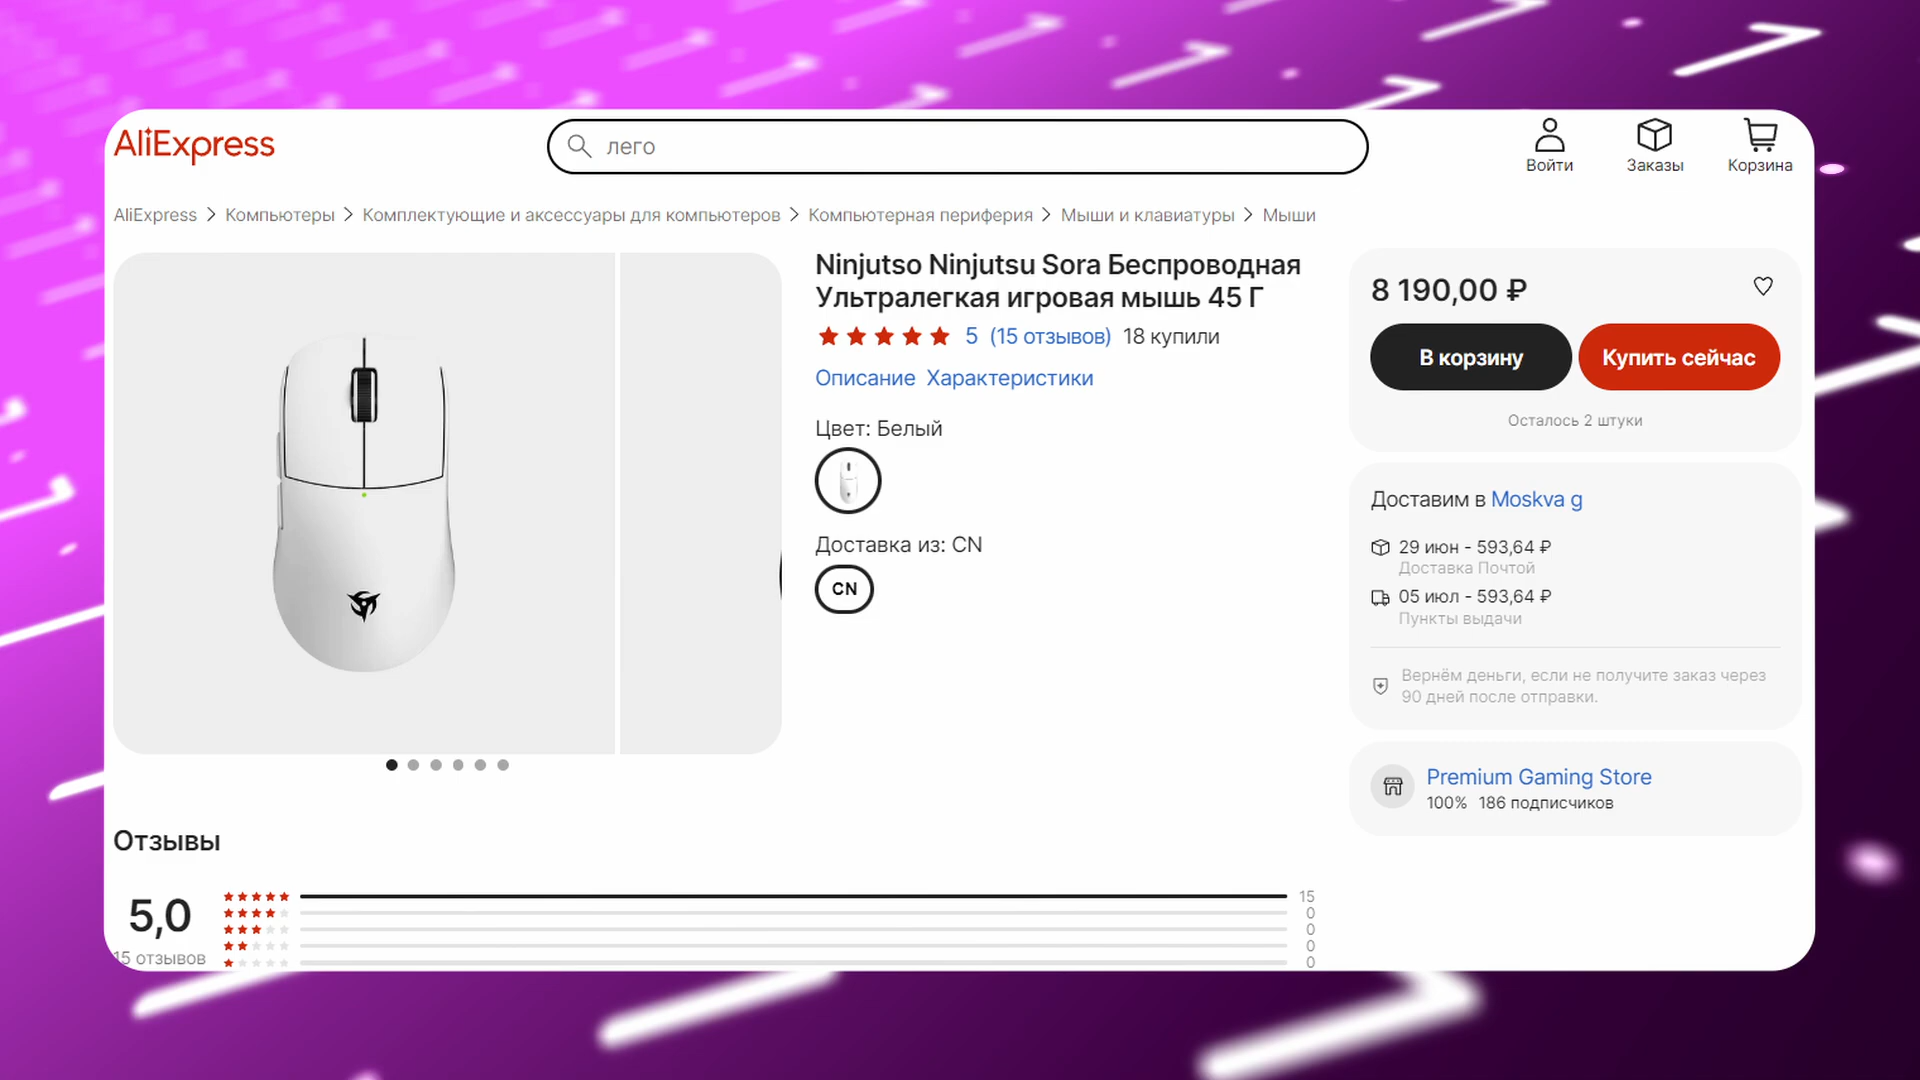 AliExpress
лего
Войти
Заказы
Корзина
AliExpress
Компьютеры
Комплектующие и аксессуары для компьютеров
Компьютерная периферия
Мыши и клавиатуры
Мыши
Ninjutso Ninjutsu Sora Беспроводная
Ультралегкая игровая мышь 45 Г
5 (15 отзывов) 18 купили
Описание Характеристики
Цвет: Белый
Доставка из: CN
CN
8 190,00 ₽
В корзину
Купить сейчас
Осталось 2 штуки
Доставим в Moskva g
29 июн - 593,64 ₽
Доставка Почтой
05 июл - 593,64 ₽
Пункты выдачи
Вернём деньги, если не получите заказ через
90 дней после отправки.
Premium Gaming Store
100% 186 подписчиков
Отзывы
5,0
15 отзывов
15
0
0
0
0